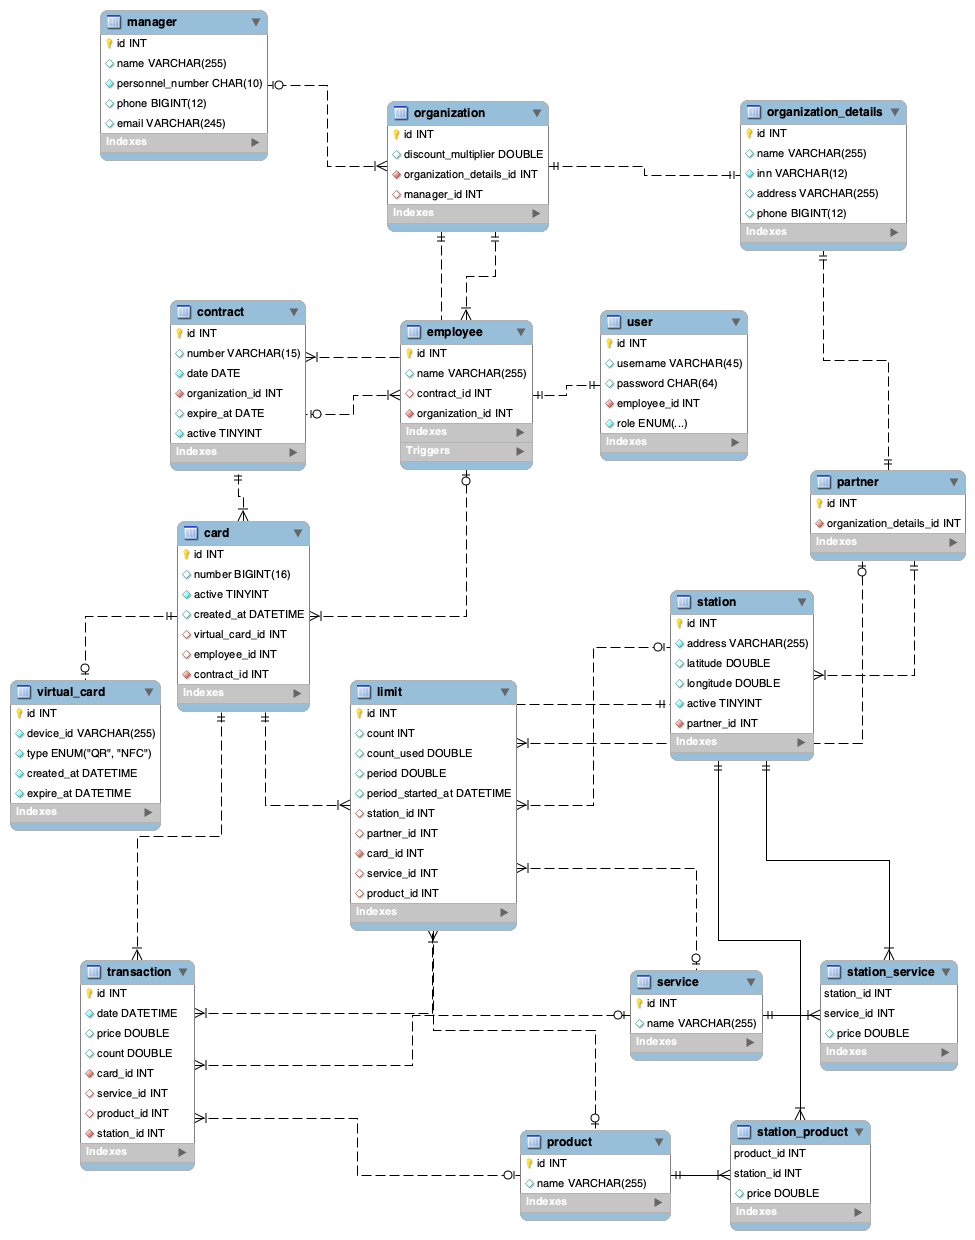 manager
id INT
name VARCHAR(255)
personnel_number CHAR(10)
phone BIGINT(12)
email VARCHAR(245)
Indexes
organization
id INT
discount_multiplier DOUBLE
organization_details_id INT
manager_id INT
Indexes
organization_details
id INT
name VARCHAR(255)
inn VARCHAR(12)
address VARCHAR(255)
phone BIGINT(12)
Indexes
contract
id INT
number VARCHAR(15)
date DATE
organization_id INT
expire_at DATE
active TINYINT
Indexes
employee
id INT
name VARCHAR(255)
contract_id INT
organization_id INT
Indexes
Triggers
user
id INT
username VARCHAR(45)
password CHAR(64)
employee_id INT
role ENUM(...)
Indexes
partner
id INT
organization_details_id INT
Indexes
card
id INT
number BIGINT(16)
active TINYINT
created_at DATETIME
virtual_card_id INT
employee_id INT
contract_id INT
Indexes
station
id INT
address VARCHAR(255)
latitude DOUBLE
longitude DOUBLE
active TINYINT
partner_id INT
Indexes
virtual_card
id INT
device_id VARCHAR(255)
type ENUM("QR", "NFC")
created_at DATETIME
expire_at DATETIME
Indexes
limit
id INT
count INT
count_used DOUBLE
period DOUBLE
period_started_at DATETIME
station_id INT
partner_id INT
card_id INT
service_id INT
product_id INT
Indexes
transaction
id INT
date DATETIME
price DOUBLE
count DOUBLE
card_id INT
service_id INT
product_id INT
station_id INT
Indexes
service
id INT
name VARCHAR(255)
Indexes
station_service
station_id INT
service_id INT
price DOUBLE
Indexes
product
id INT
name VARCHAR(255)
Indexes
station_product
product_id INT
station_id INT
price DOUBLE
Indexes